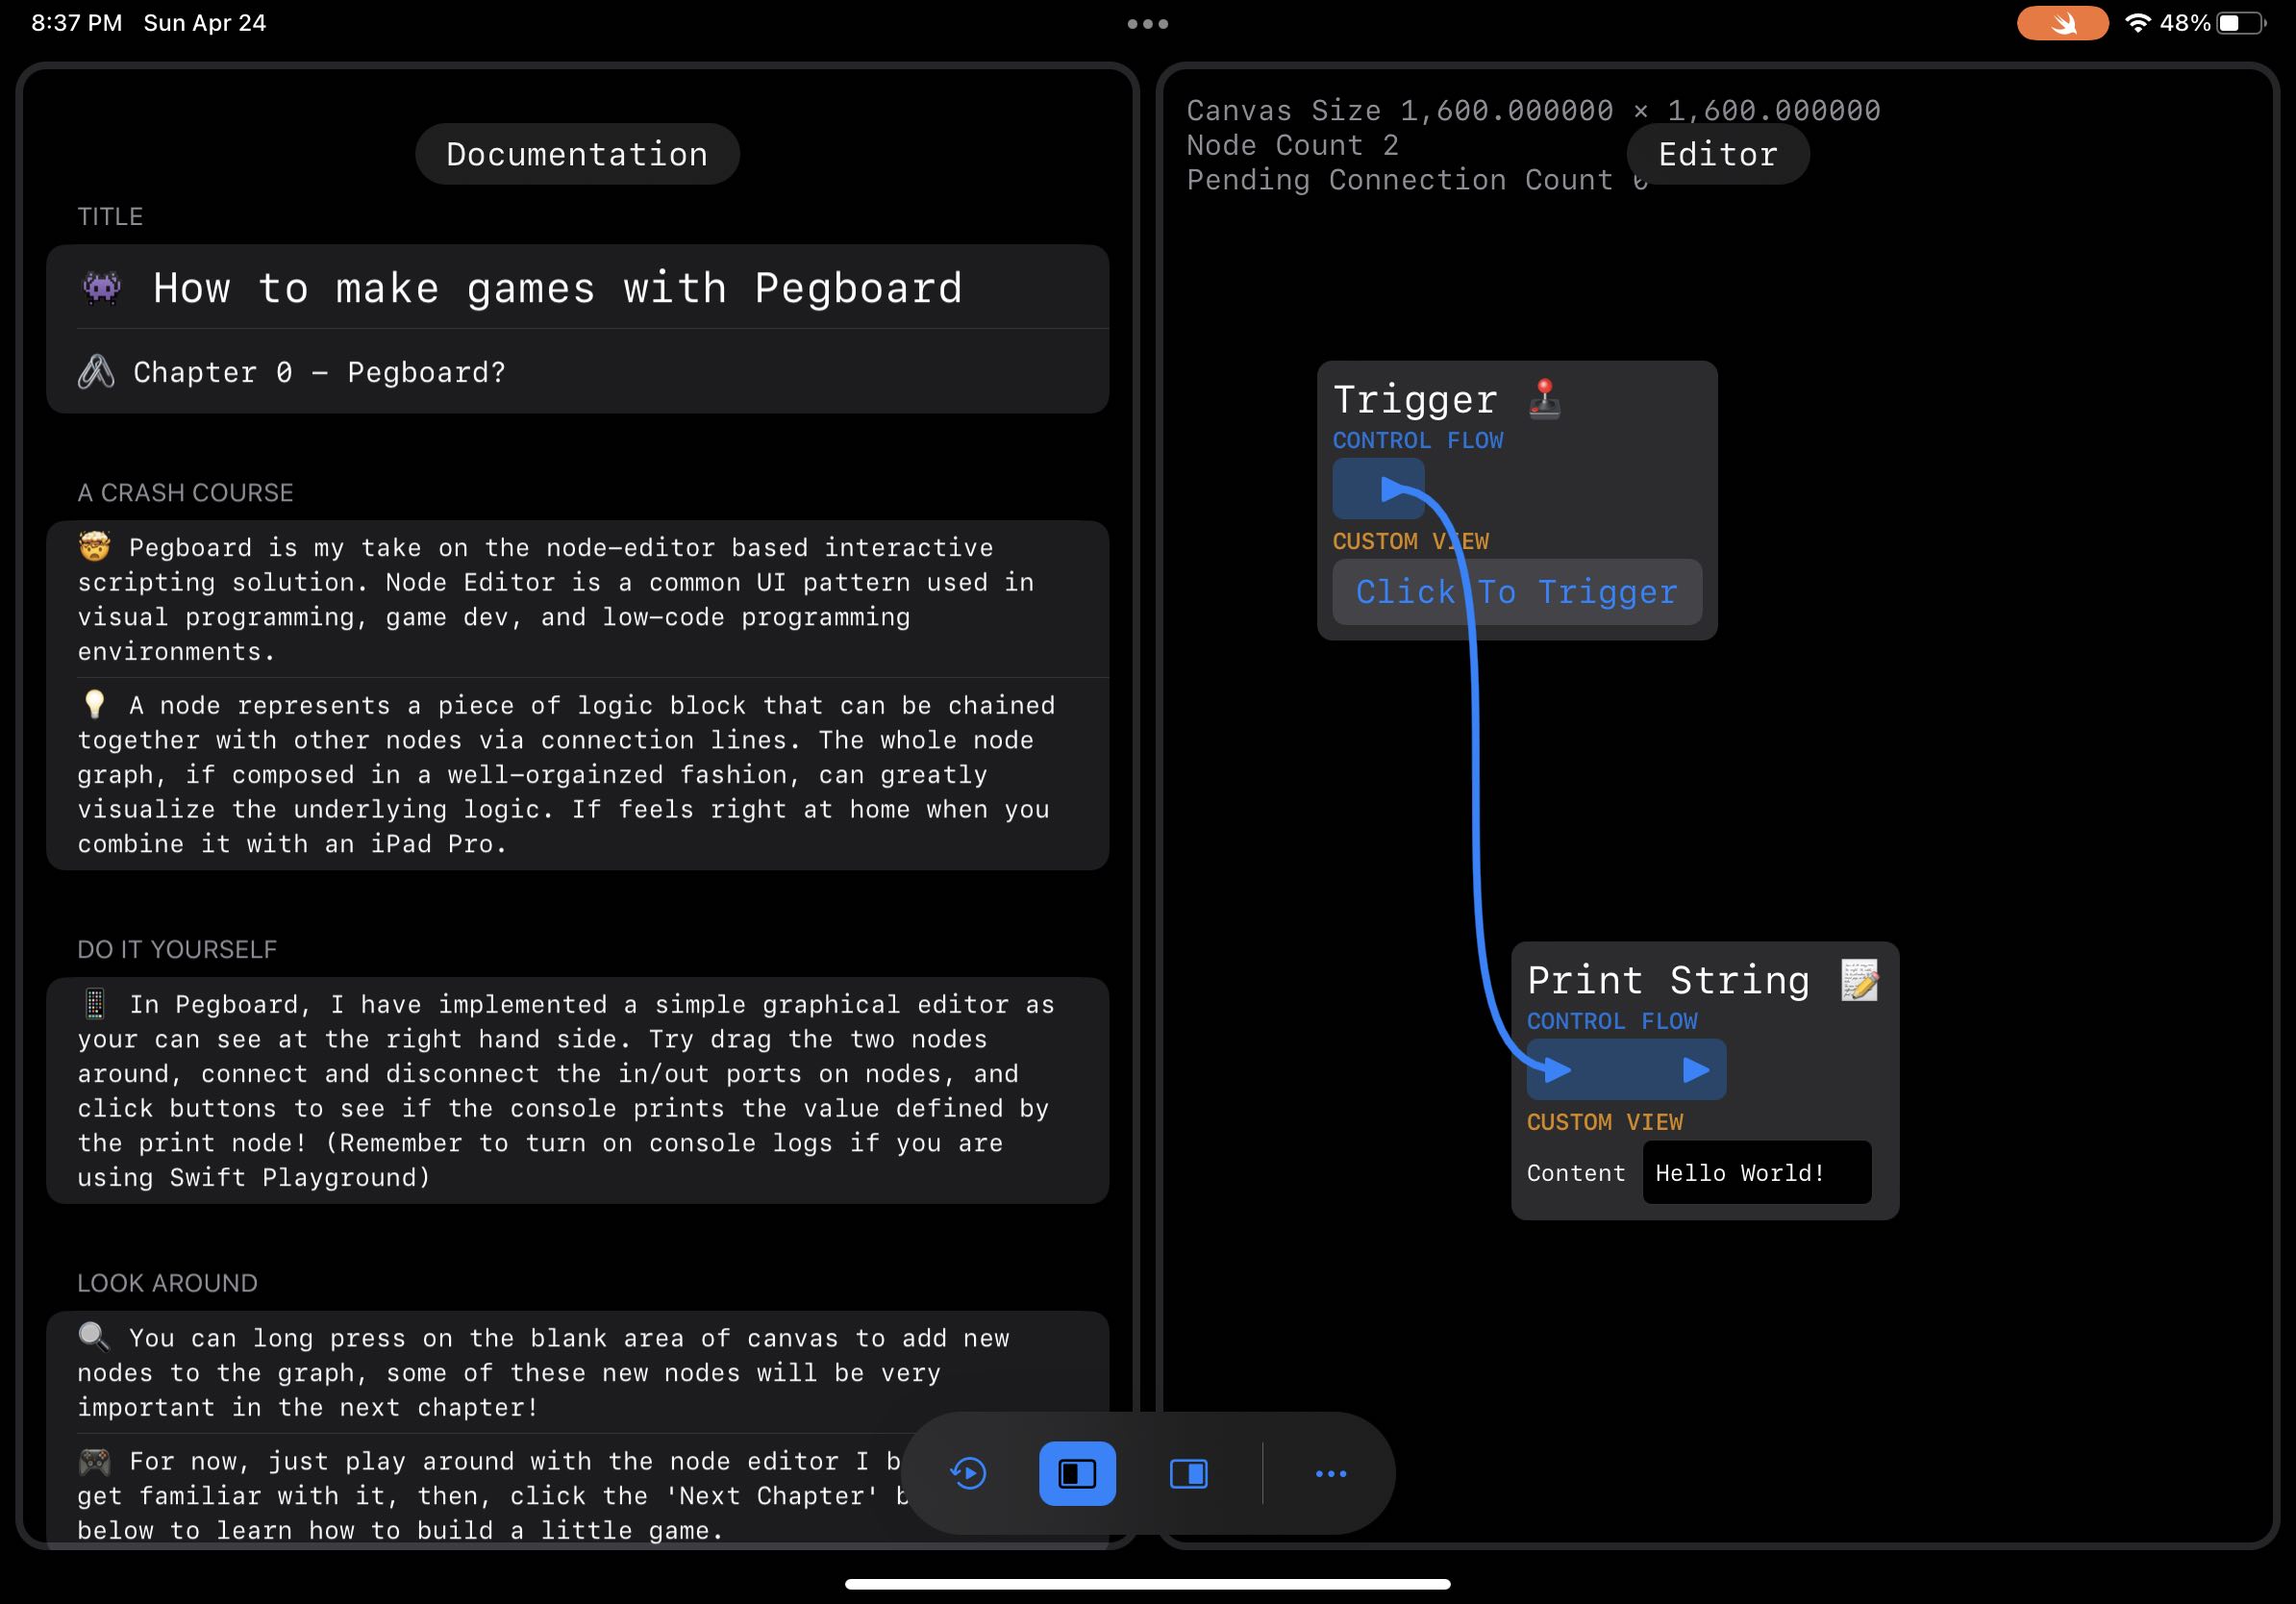 8:37 PM Sun Apr 24
48%
Documentation
TITLE
How to make games with Pegboard
Chapter 0 – Pegboard?
A CRASH COURSE
Pegboard is my take on the node–editor based interactive
scripting solution. Node Editor is a common UI pattern used in
visual programming, game dev, and low–code programming
environments.
A node represents a piece of logic block that can be chained
together with other nodes via connection lines. The whole node
graph, if composed in a well–orgainzed fashion, can greatly
visualize the underlying logic. If feels right at home when you
combine it with an iPad Pro.
DO IT YOURSELF
In Pegboard, I have implemented a simple graphical editor as
your can see at the right hand side. Try drag the two nodes
around, connect and disconnect the in/out ports on nodes, and
click buttons to see if the console prints the value defined by
the print node! (Remember to turn on console logs if you are
using Swift Playground)
LOOK AROUND
You can long press on the blank area of canvas to add new
nodes to the graph, some of these new nodes will be very
important in the next chapter!
For now, just play around with the node editor I
get familiar with it, then, click the 'Next Chapter'
below to learn how to build a little game.
Canvas Size 1,600.000000 × 1,600.000000
Node Count 2
Pending Connection Count 0
Editor
Trigger
CONTROL FLOW
CUSTOM VIEW
Click To Trigger
Print String
CONTROL FLOW
CUSTOM VIEW
Content Hello World!